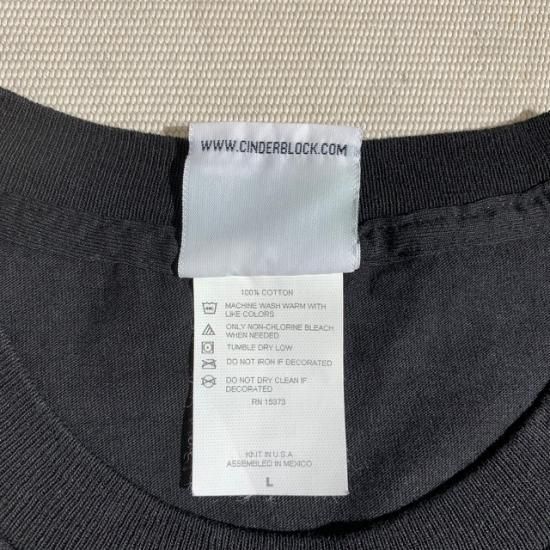 WWW.CINDERBLOCK.COM
100% COTTON
MACHINE WASH WARM WITH
LIKE COLORS
ONLY NON-CHLORINE BLEACH
WHEN NEEDED
TUMBLE DRY LOW
DO NOT IRON IF DECORATED
DO NOT DRY CLEAN IF
DECORATED
RN 15373
KNIT IN U.S.A
ASSEMBLED IN MEXICO
L